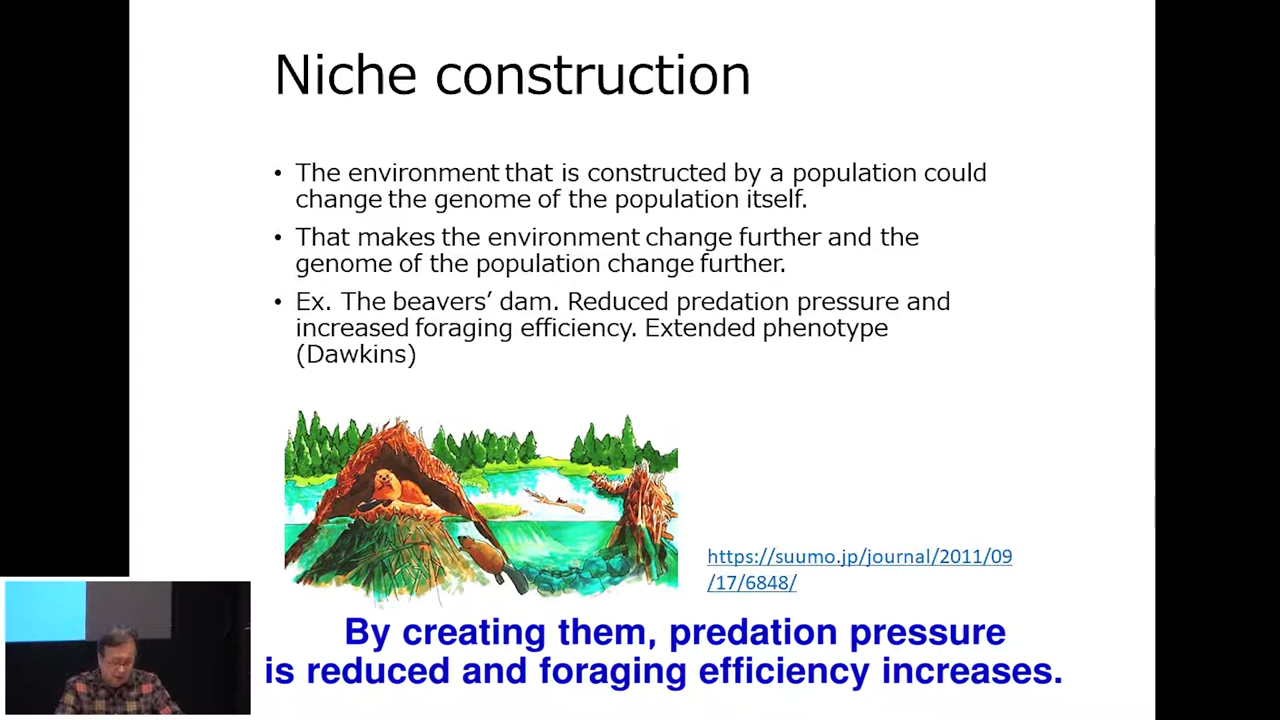 Niche construction
• The environment that is constructed by a population could
change the genome of the population itself.
• That makes the environment change further and the
genome of the population change further.
• Ex. The beavers’ dam. Reduced predation pressure and
increased foraging efficiency. Extended phenotype
(Dawkins)
https://suumo.jp/journal/2011/09
/17/6848/
By creating them, predation pressure
is reduced and foraging efficiency increases.